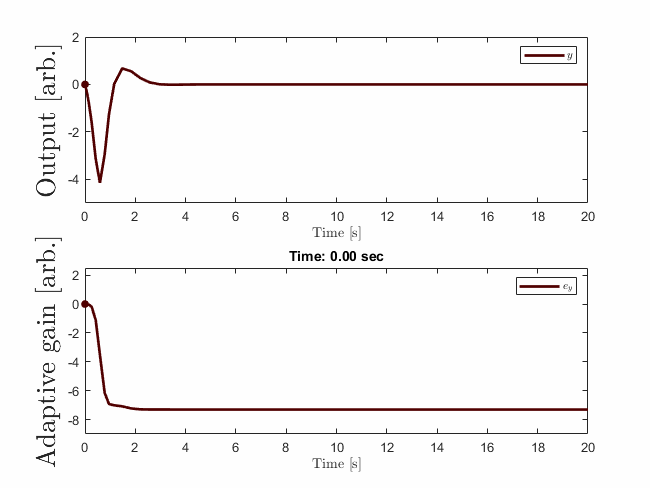 Output [arb.]
2
0
-2
-4
y
0 2 4 6 8 10 12 14 16 18 20
Time [s]
Time: 0.00 sec
Adaptive gain [arb.]
2
0
-2
-4
-6
-8
e_y
0 2 4 6 8 10 12 14 16 18 20
Time [s]